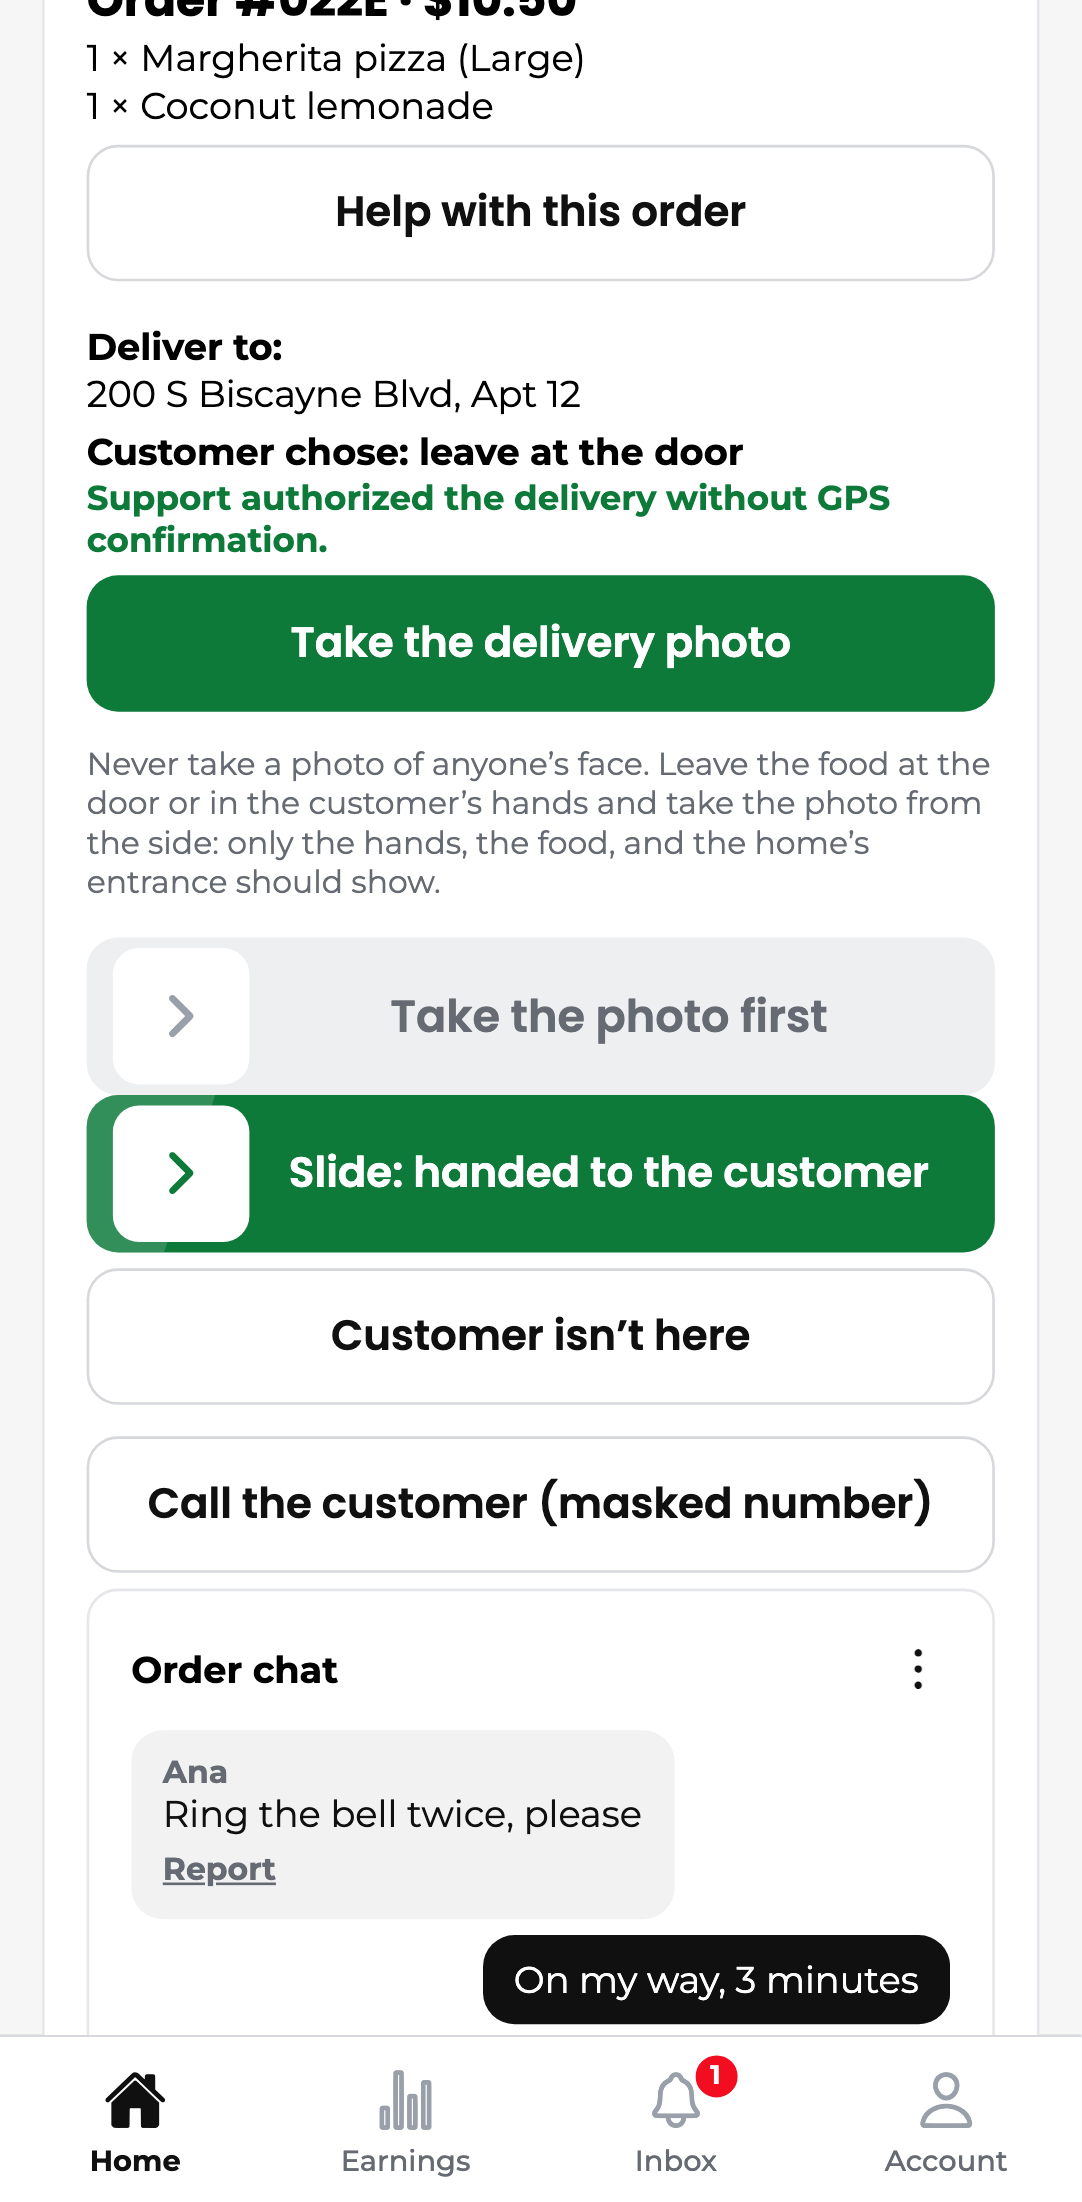 Order #022E · $10.50
1 × Margherita pizza (Large)
1 × Coconut lemonade
Help with this order
Deliver to:
200 S Biscayne Blvd, Apt 12
Customer chose: leave at the door
Support authorized the delivery without GPS
confirmation.
Take the delivery photo
Never take a photo of anyone’s face. Leave the food at the
door or in the customer’s hands and take the photo from
the side: only the hands, the food, and the home’s
entrance should show.
Take the photo first
Slide: handed to the customer
Customer isn’t here
Call the customer (masked number)
Order chat
Ana
Ring the bell twice, please
Report
On my way, 3 minutes
1
Home
Earnings
Inbox
Account